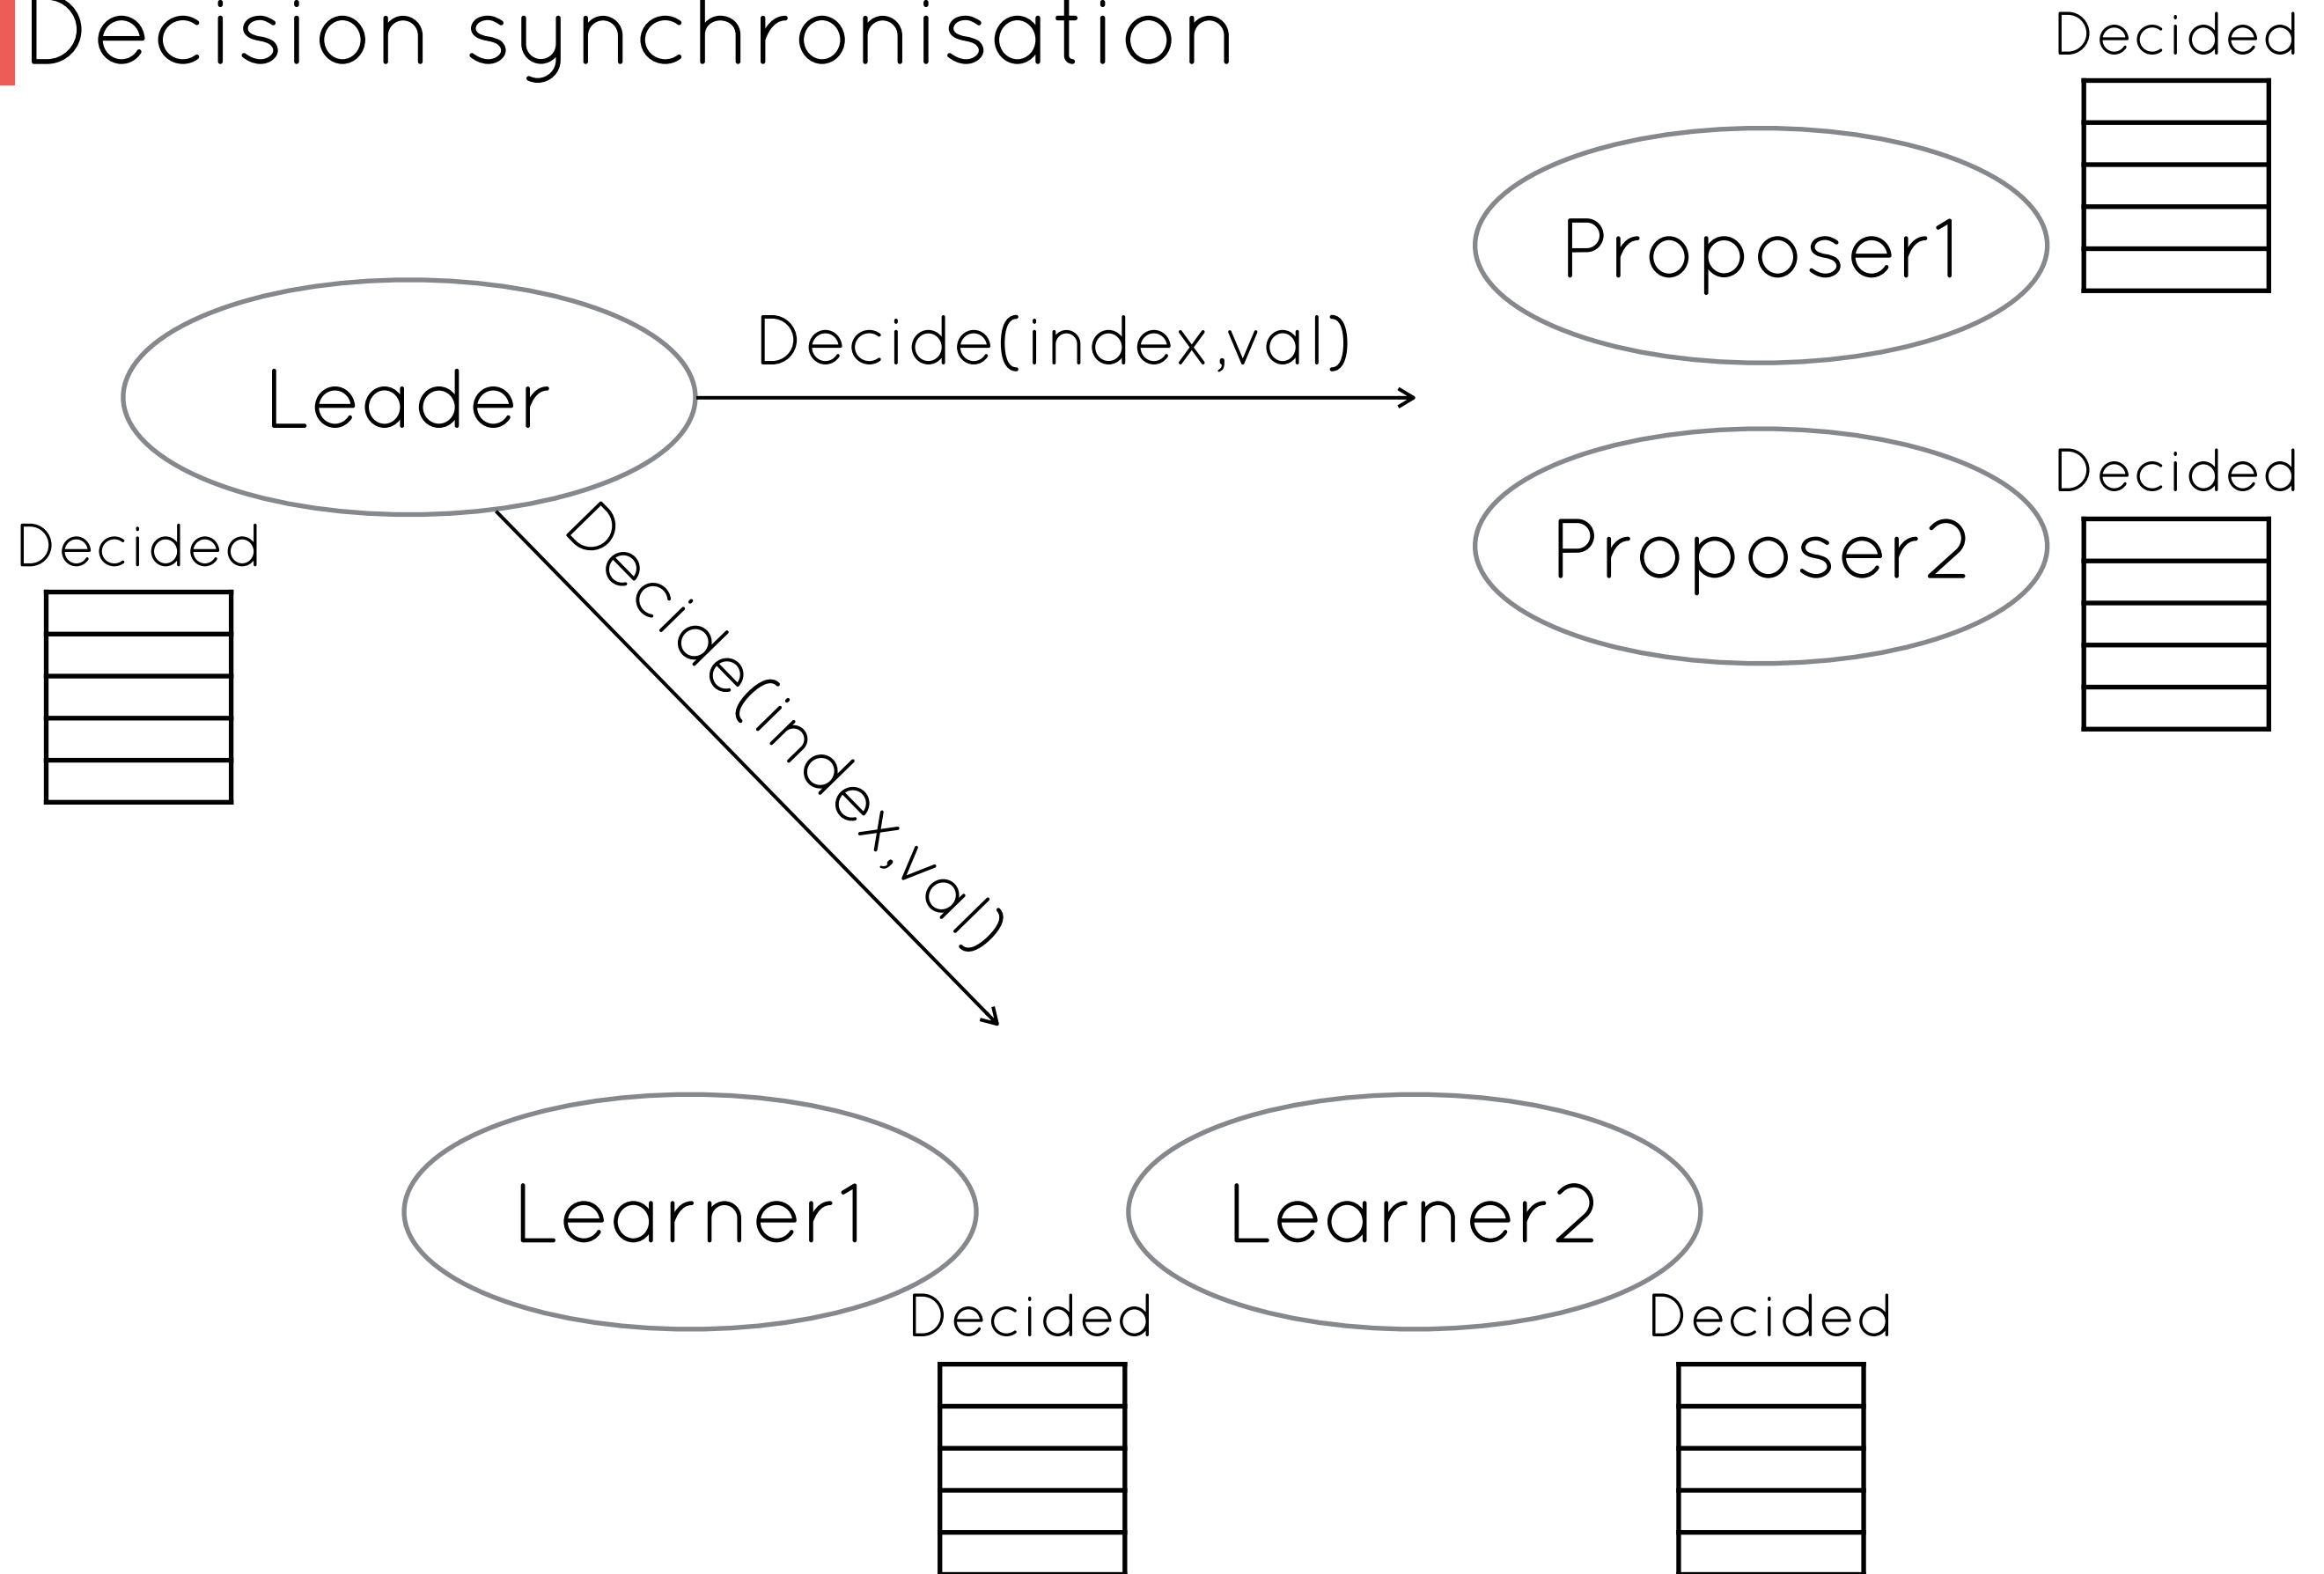 Decision synchronisation
Decided
Proposer1
Decide(index,val)
Leader
Decided
Proposer2
Decided
Decide(index,val)
Learner1
Learner2
Decided
Decided